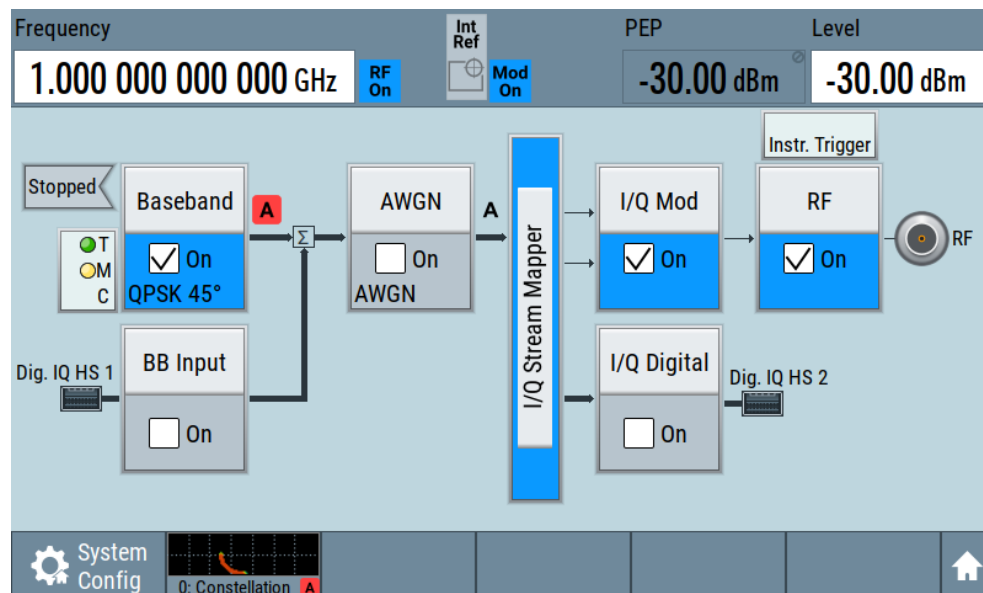 Frequency
Int
Ref
PEP
Level
1.000 000 000 000 GHz
RF
On
Mod
On
-30.00 dBm
-30.00 dBm
Instr. Trigger
Stopped
Baseband
A
AWGN
A
I/Q Mod
RF
T
M
C
On
QPSK 45°
Σ
On
AWGN
On
On
RF
I/Q Stream Mapper
Dig. IQ HS 1
BB Input
On
I/Q Digital
On
Dig. IQ HS 2
System
Config
0: Constellation A